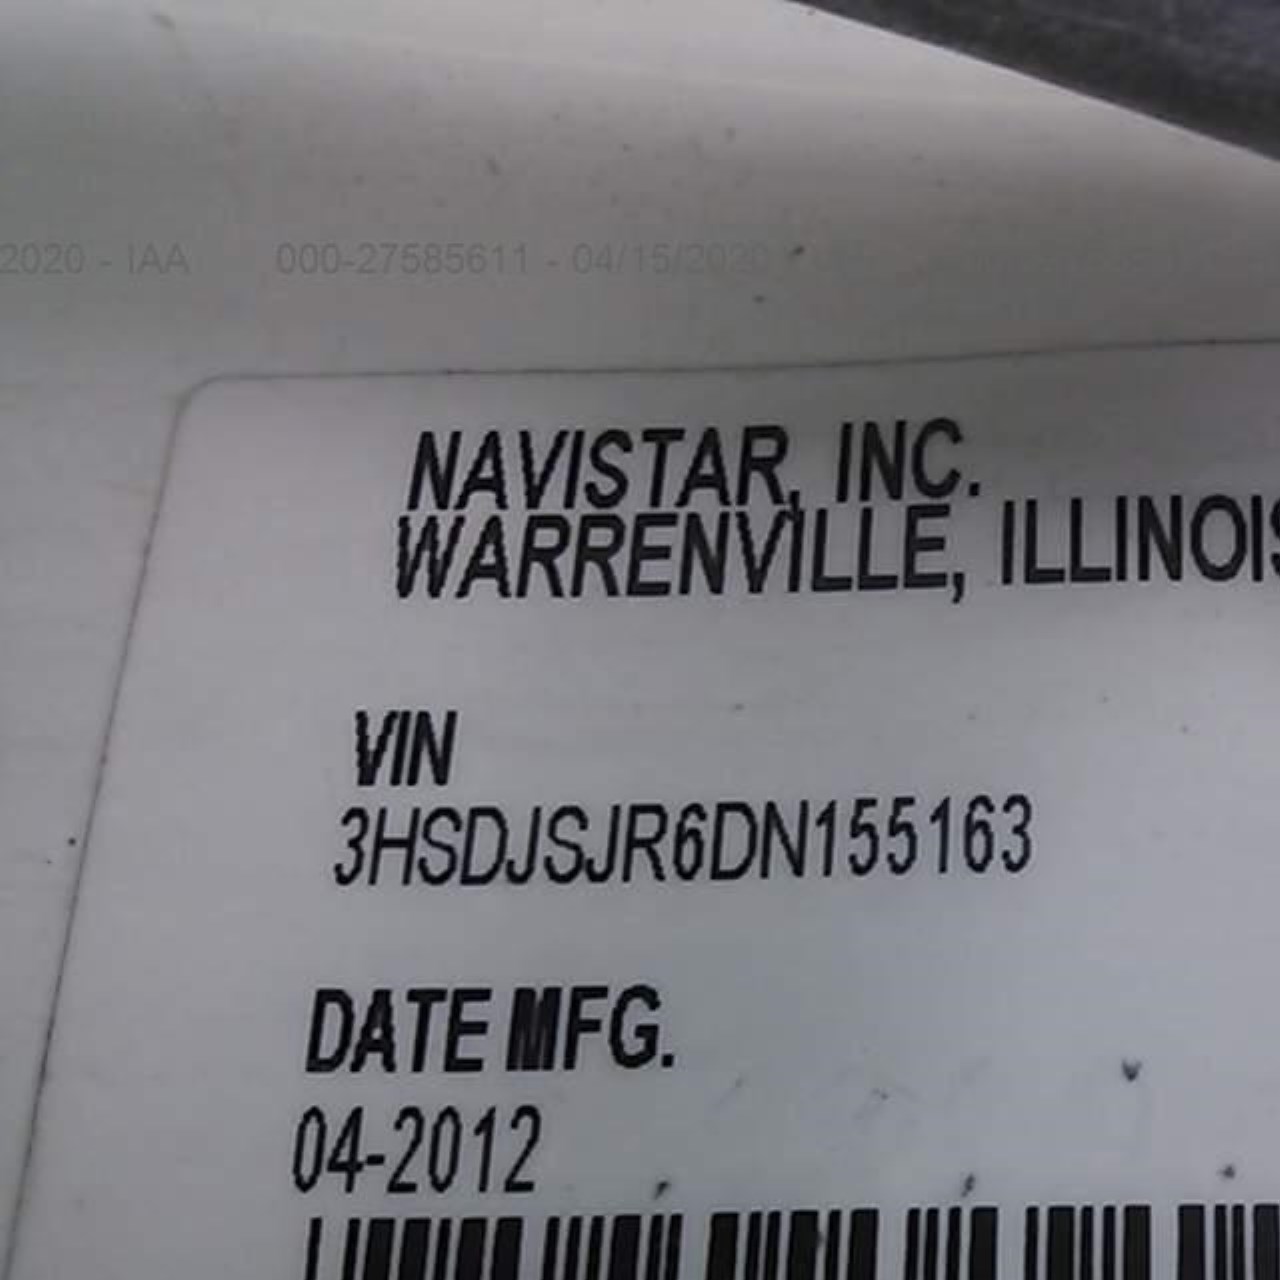 2020 - IAA 000-27585611 - 04/15/2020
NAVISTAR, INC.
WARRENVILLE, ILLINOIS
VIN
3HSDJSJR6DN155163
DATE MFG.
04-2012